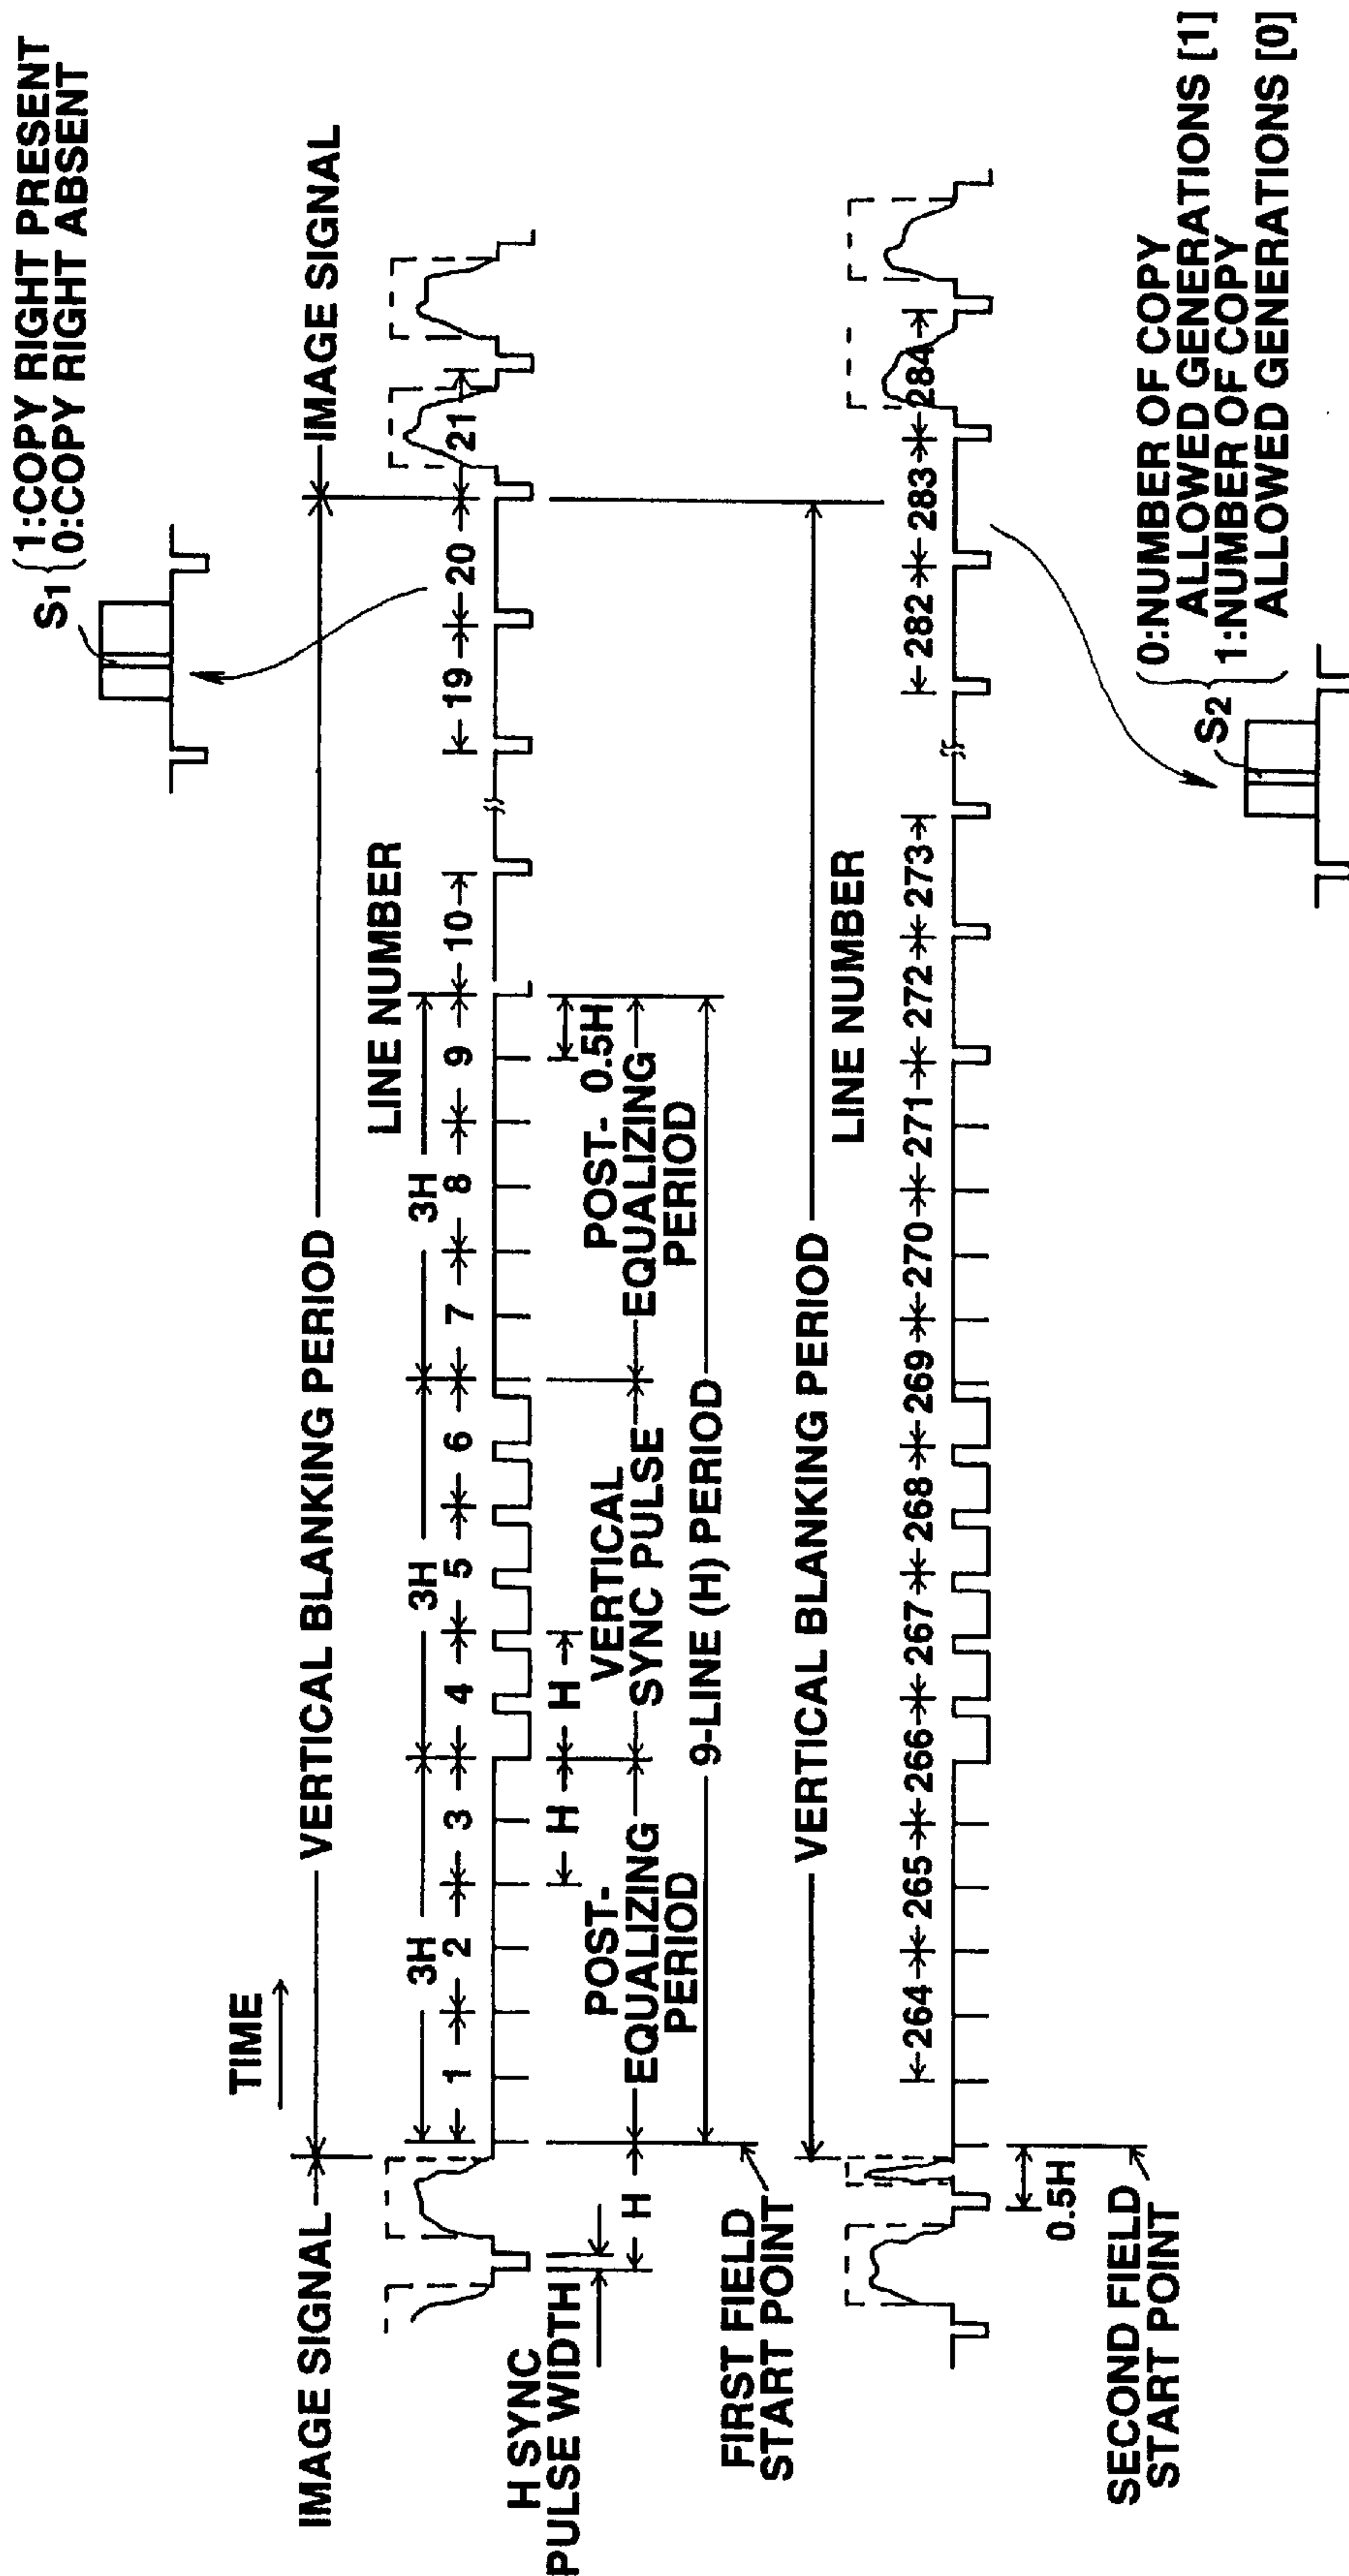 S1 {1:COPY RIGHT PRESENT
0:COPY RIGHT ABSENT
TIME
IMAGE SIGNAL
VERTICAL BLANKING PERIOD
IMAGE SIGNAL
LINE NUMBER
3H
3H
3H
1 2 3 4 5 6 7 8 9 10 19 20 21
H SYNC
PULSE WIDTH
H
H
H
0.5H
POST-
EQUALIZING
PERIOD
VERTICAL
SYNC PULSE
POST-
EQUALIZING
PERIOD
9-LINE (H) PERIOD
FIRST FIELD
START POINT
VERTICAL BLANKING PERIOD
LINE NUMBER
264 265 266 267 268 269 270 271 272 273 282 283 284
0.5H
SECOND FIELD
START POINT
S2 {0:NUMBER OF COPY
ALLOWED GENERATIONS [1]
1:NUMBER OF COPY
ALLOWED GENERATIONS [0]